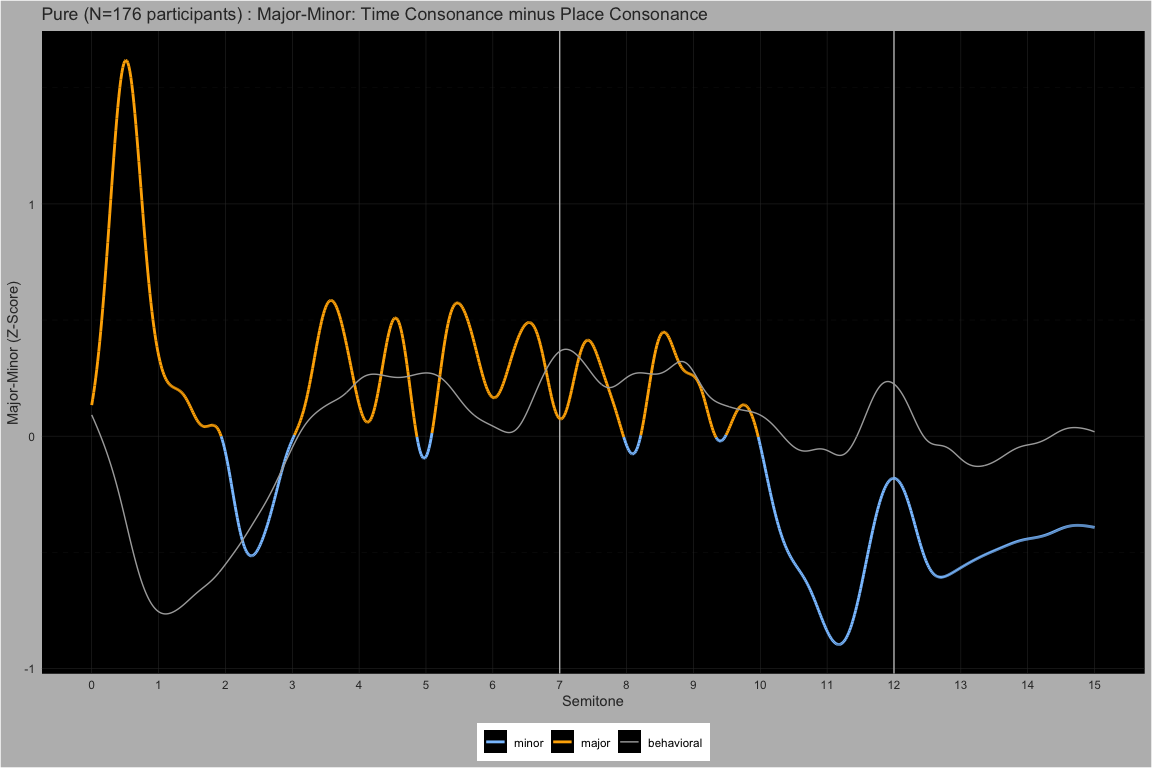 Pure (N=176 participants) : Major-Minor: Time Consonance minus Place Consonance
Major-Minor (Z-Score)
1
0
-1
0 1 2 3 4 5 6 7 8 9 10 11 12 13 14 15
Semitone
minor major behavioral